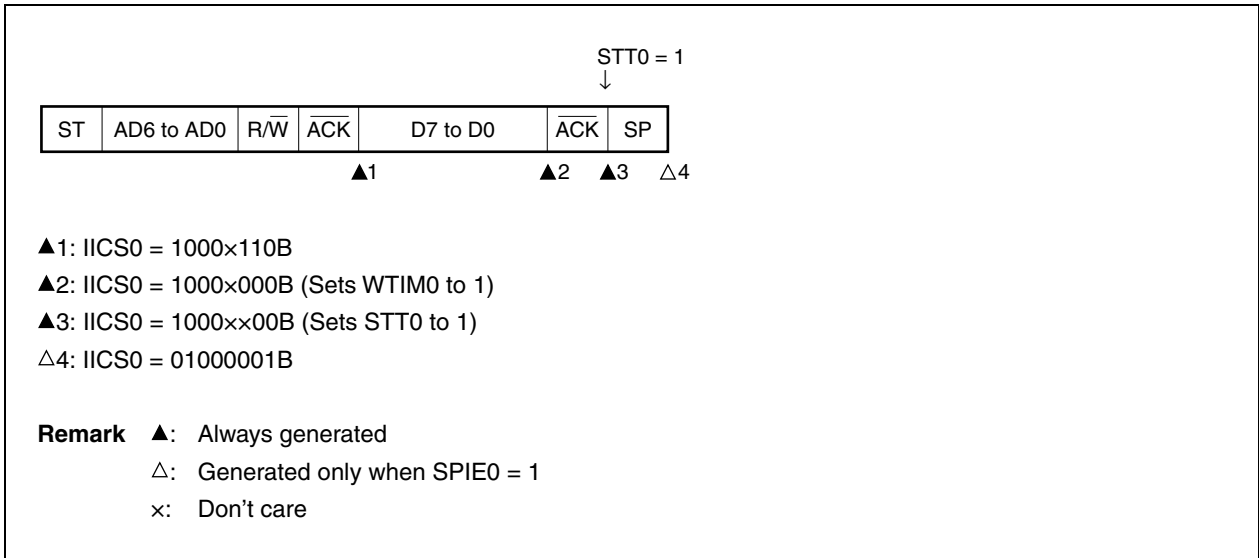 STT0 = 1
↓
ST AD6 to AD0 R/W̅ A̅C̅K̅ D7 to D0 A̅C̅K̅ SP
▲1 ▲2 ▲3 △4
▲1: IICS0 = 1000×110B
▲2: IICS0 = 1000×000B (Sets WTIM0 to 1)
▲3: IICS0 = 1000××00B (Sets STT0 to 1)
△4: IICS0 = 01000001B
Remark ▲: Always generated
△: Generated only when SPIE0 = 1
×: Don't care